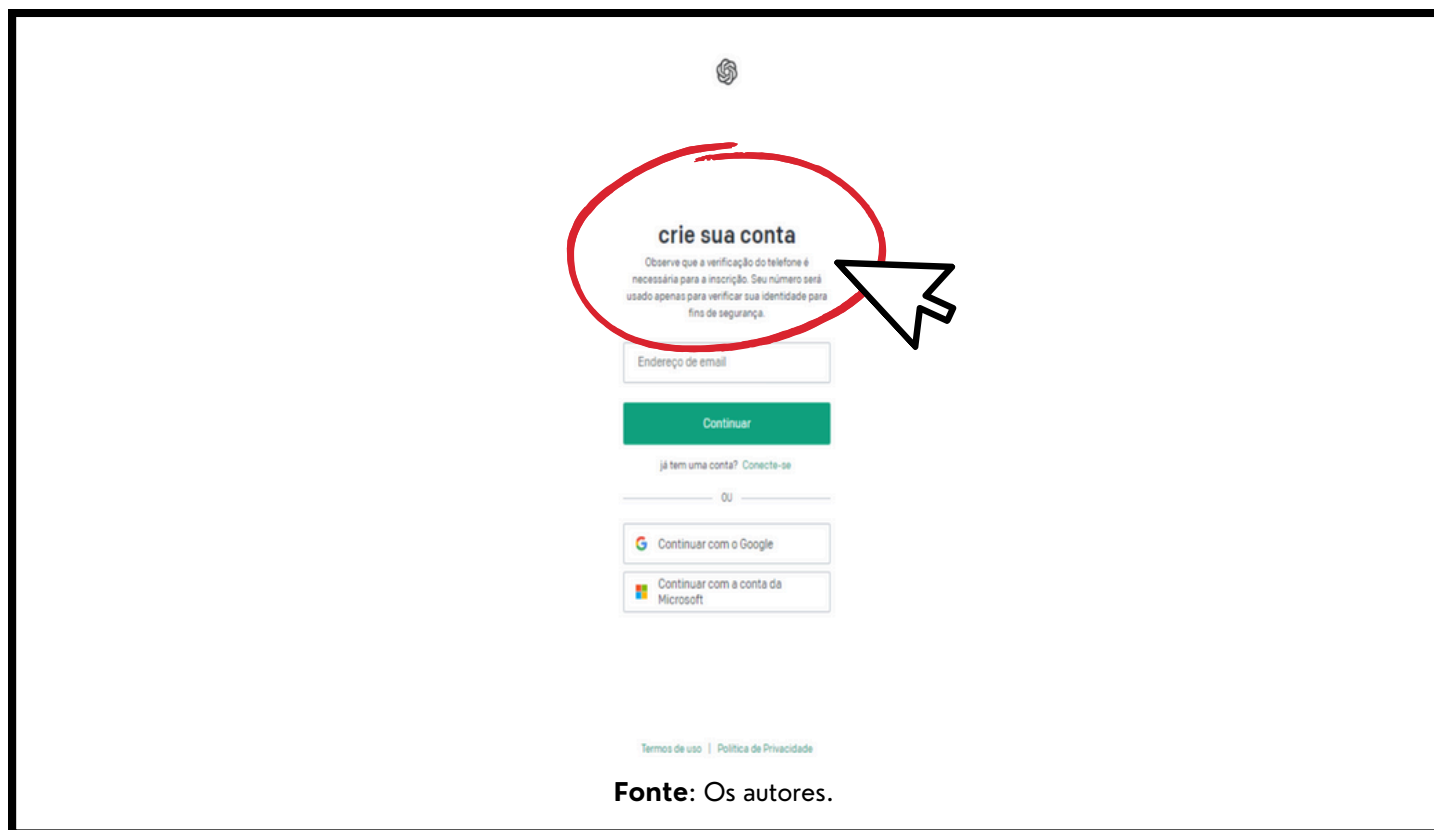 crie sua conta
Observe que a verificação do telefone é
necessária para a inscrição. Seu número será
usado apenas para verificar sua identidade para
fins de segurança.
Endereço de email
Continuar
já tem uma conta? Conecte-se
OU
Continuar com o Google
Continuar com a conta da
Microsoft
Termos de uso | Política de Privacidade
Fonte: Os autores.